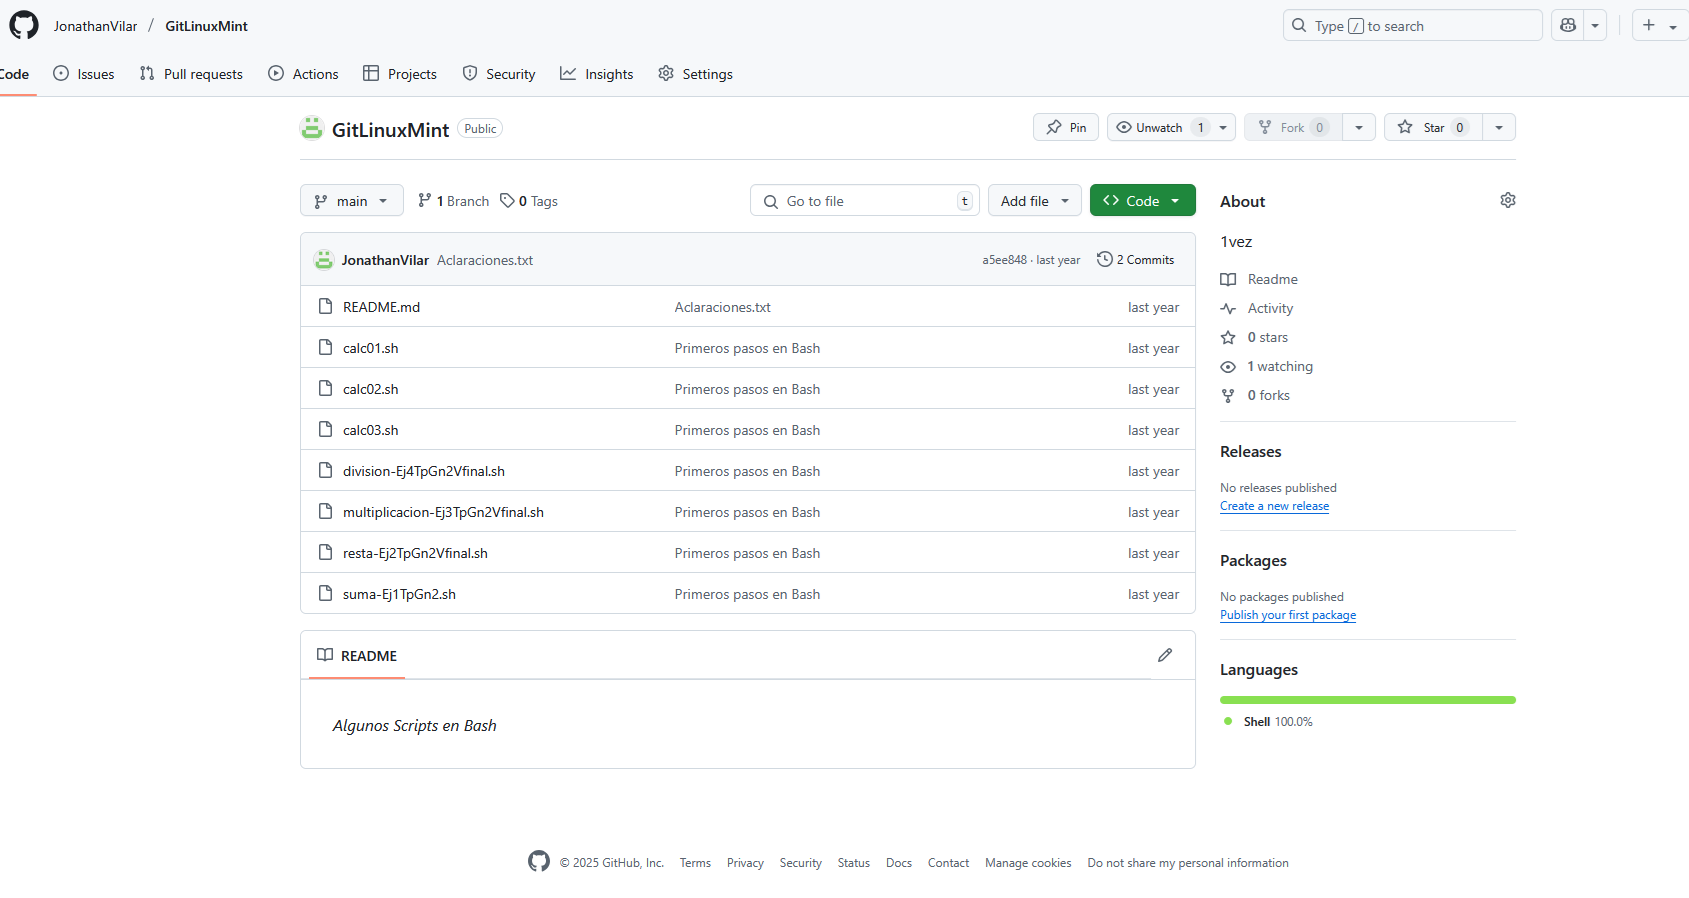 JonathanVilar / GitLinuxMint
Type / to search
Code Issues Pull requests Actions Projects Security Insights Settings
GitLinuxMint Public
Pin Unwatch 1 Fork 0 Star 0
main 1 Branch 0 Tags Go to file t Add file Code
JonathanVilar Aclaraciones.txt a5ee848 · last year 2 Commits
README.md Aclaraciones.txt last year
calc01.sh Primeros pasos en Bash last year
calc02.sh Primeros pasos en Bash last year
calc03.sh Primeros pasos en Bash last year
division-Ej4TpGn2Vfinal.sh Primeros pasos en Bash last year
multiplicacion-Ej3TpGn2Vfinal.sh Primeros pasos en Bash last year
resta-Ej2TpGn2Vfinal.sh Primeros pasos en Bash last year
suma-Ej1TpGn2.sh Primeros pasos en Bash last year
README
Algunos Scripts en Bash
About
1vez
Readme
Activity
0 stars
1 watching
0 forks
Releases
No releases published
Create a new release
Packages
No packages published
Publish your first package
Languages
Shell 100.0%
© 2025 GitHub, Inc. Terms Privacy Security Status Docs Contact Manage cookies Do not share my personal information